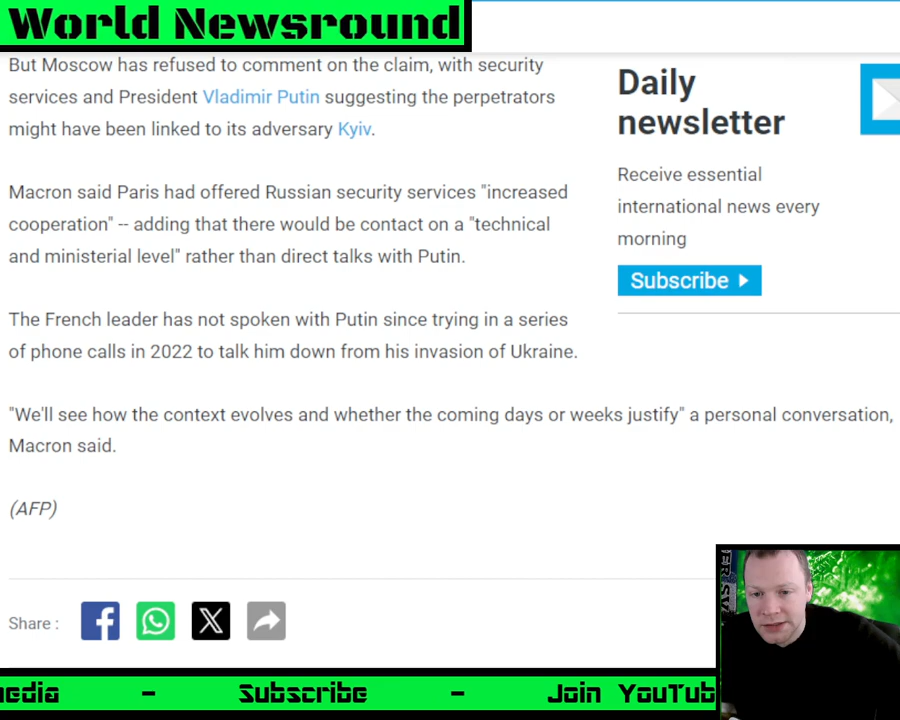 World Newsround
But Moscow has refused to comment on the claim, with security
services and President Vladimir Putin suggesting the perpetrators
might have been linked to its adversary Kyiv.
Macron said Paris had offered Russian security services "increased
cooperation" -- adding that there would be contact on a "technical
and ministerial level" rather than direct talks with Putin.
The French leader has not spoken with Putin since trying in a series
of phone calls in 2022 to talk him down from his invasion of Ukraine.
"We'll see how the context evolves and whether the coming days or weeks justify" a personal conversation,
Macron said.
(AFP)
Share :
Daily
newsletter
Receive essential
international news every
morning
Subscribe
edia - Subscribe - Join YouTub